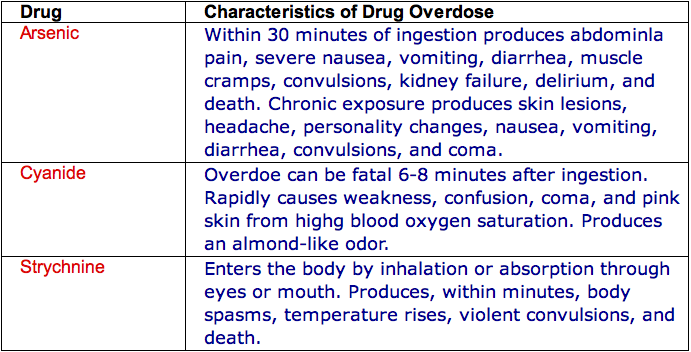 Drug Characteristics of Drug Overdose
Arsenic Within 30 minutes of ingestion produces abdominla
pain, severe nausea, vomiting, diarrhea, muscle
cramps, convulsions, kidney failure, delirium, and
death. Chronic exposure produces skin lesions,
headache, personality changes, nausea, vomiting,
diarrhea, convulsions, and coma.
Cyanide Overdoe can be fatal 6-8 minutes after ingestion.
Rapidly causes weakness, confusion, coma, and pink
skin from highg blood oxygen saturation. Produces
an almond-like odor.
Strychnine Enters the body by inhalation or absorption through
eyes or mouth. Produces, within minutes, body
spasms, temperature rises, violent convulsions, and
death.